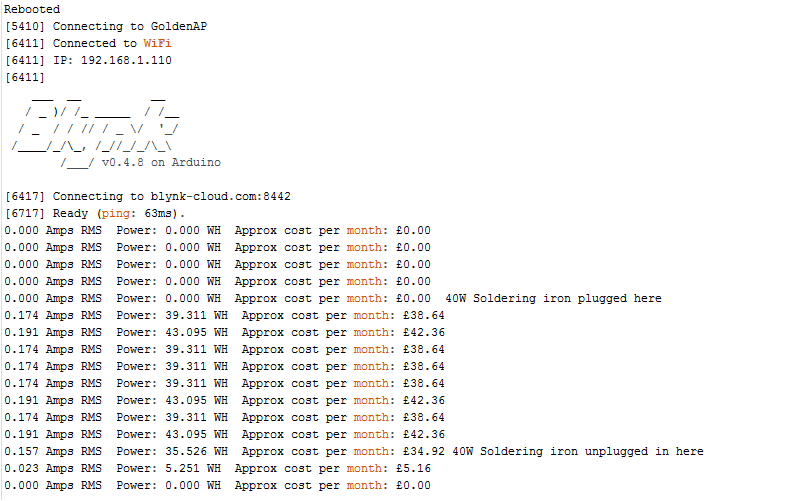 Rebooted
[5410] Connecting to GoldenAP
[6411] Connected to WiFi
[6411] IP: 192.168.1.110
[6411]
    ___  __          __
   / _ )/ /_ _____  / /__
  / _  / / // / _ \/  '_/
 /____/_/\_, /_//_/_/\_\
        /___/ v0.4.8 on Arduino
[6417] Connecting to blynk-cloud.com:8442
[6717] Ready (ping: 63ms).
0.000 Amps RMS  Power: 0.000 WH  Approx cost per month: £0.00
0.000 Amps RMS  Power: 0.000 WH  Approx cost per month: £0.00
0.000 Amps RMS  Power: 0.000 WH  Approx cost per month: £0.00
0.000 Amps RMS  Power: 0.000 WH  Approx cost per month: £0.00
0.000 Amps RMS  Power: 0.000 WH  Approx cost per month: £0.00  40W Soldering iron plugged here
0.174 Amps RMS  Power: 39.311 WH  Approx cost per month: £38.64
0.191 Amps RMS  Power: 43.095 WH  Approx cost per month: £42.36
0.174 Amps RMS  Power: 39.311 WH  Approx cost per month: £38.64
0.174 Amps RMS  Power: 39.311 WH  Approx cost per month: £38.64
0.174 Amps RMS  Power: 39.311 WH  Approx cost per month: £38.64
0.191 Amps RMS  Power: 43.095 WH  Approx cost per month: £42.36
0.174 Amps RMS  Power: 39.311 WH  Approx cost per month: £38.64
0.191 Amps RMS  Power: 43.095 WH  Approx cost per month: £42.36
0.157 Amps RMS  Power: 35.526 WH  Approx cost per month: £34.92 40W Soldering iron unplugged in here
0.023 Amps RMS  Power: 5.251 WH  Approx cost per month: £5.16
0.000 Amps RMS  Power: 0.000 WH  Approx cost per month: £0.00